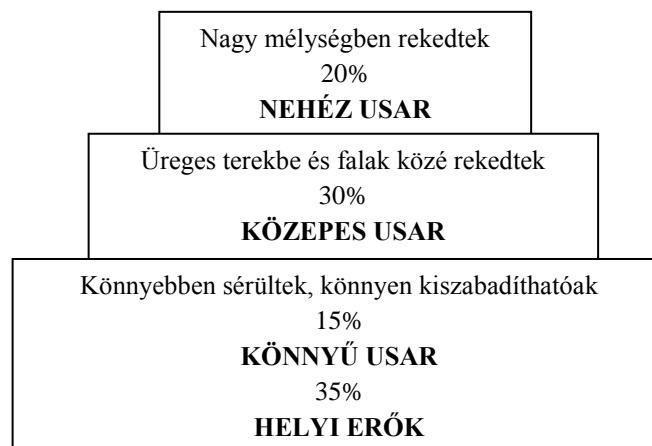 Nagy mélységben rekedtek
20%
NEHÉZ USAR
Üreges terekbe és falak közé rekedtek
30%
KÖZEPES USAR
Könnyebben sérültek, könnyen kiszabadíthatóak
15%
KÖNNYŰ USAR
35%
HELYI ERŐK